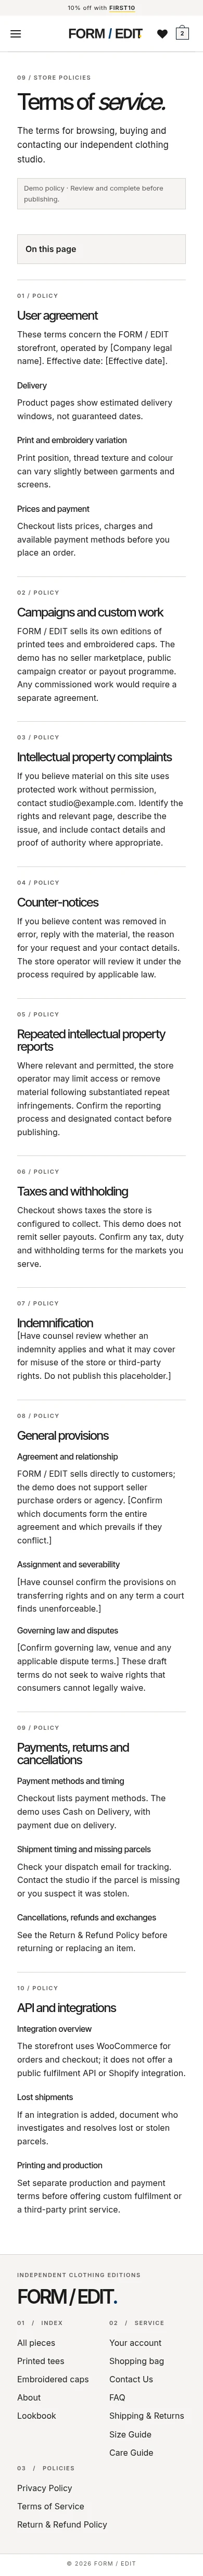 10% off with FIRST10
FORM / EDIT.
2
09 / STORE POLICIES
Terms of service.
The terms for browsing, buying and
contacting our independent clothing
studio.
Demo policy · Review and complete before
publishing.
On this page
01 / POLICY
User agreement
These terms concern the FORM / EDIT
storefront, operated by [Company legal
name]. Effective date: [Effective date].
Delivery
Product pages show estimated delivery
windows, not guaranteed dates.
Print and embroidery variation
Print position, thread texture and colour
can vary slightly between garments and
screens.
Prices and payment
Checkout lists prices, charges and
available payment methods before you
place an order.
02 / POLICY
Campaigns and custom work
FORM / EDIT sells its own editions of
printed tees and embroidered caps. The
demo has no seller marketplace, public
campaign creator or payout programme.
Any commissioned work would require a
separate agreement.
03 / POLICY
Intellectual property complaints
If you believe material on this site uses
protected work without permission,
contact studio@example.com. Identify the
rights and relevant page, describe the
issue, and include contact details and
proof of authority where appropriate.
04 / POLICY
Counter-notices
If you believe content was removed in
error, reply with the material, the reason
for your request and your contact details.
The store operator will review it under the
process required by applicable law.
05 / POLICY
Repeated intellectual property
reports
Where relevant and permitted, the store
operator may limit access or remove
material following substantiated repeat
infringements. Confirm the reporting
process and designated contact before
publishing.
06 / POLICY
Taxes and withholding
Checkout shows taxes the store is
configured to collect. This demo does not
remit seller payouts. Confirm any tax, duty
and withholding terms for the markets you
serve.
07 / POLICY
Indemnification
[Have counsel review whether an
indemnity applies and what it may cover
for misuse of the store or third-party
rights. Do not publish this placeholder.]
08 / POLICY
General provisions
Agreement and relationship
FORM / EDIT sells directly to customers;
the demo does not support seller
purchase orders or agency. [Confirm
which documents form the entire
agreement and which prevails if they
conflict.]
Assignment and severability
[Have counsel confirm the provisions on
transferring rights and on any term a court
finds unenforceable.]
Governing law and disputes
[Confirm governing law, venue and any
applicable dispute terms.] These draft
terms do not seek to waive rights that
consumers cannot legally waive.
09 / POLICY
Payments, returns and
cancellations
Payment methods and timing
Checkout lists payment methods. The
demo uses Cash on Delivery, with
payment due on delivery.
Shipment timing and missing parcels
Check your dispatch email for tracking.
Contact the studio if the parcel is missing
or you suspect it was stolen.
Cancellations, refunds and exchanges
See the Return & Refund Policy before
returning or replacing an item.
10 / POLICY
API and integrations
Integration overview
The storefront uses WooCommerce for
orders and checkout; it does not offer a
public fulfilment API or Shopify integration.
Lost shipments
If an integration is added, document who
investigates and resolves lost or stolen
parcels.
Printing and production
Set separate production and payment
terms before offering custom fulfilment or
a third-party print service.
INDEPENDENT CLOTHING EDITIONS
FORM / EDIT.
01 / INDEX
All pieces
Printed tees
Embroidered caps
About
Lookbook
02 / SERVICE
Your account
Shopping bag
Contact Us
FAQ
Shipping & Returns
Size Guide
Care Guide
03 / POLICIES
Privacy Policy
Terms of Service
Return & Refund Policy
© 2026 FORM / EDIT